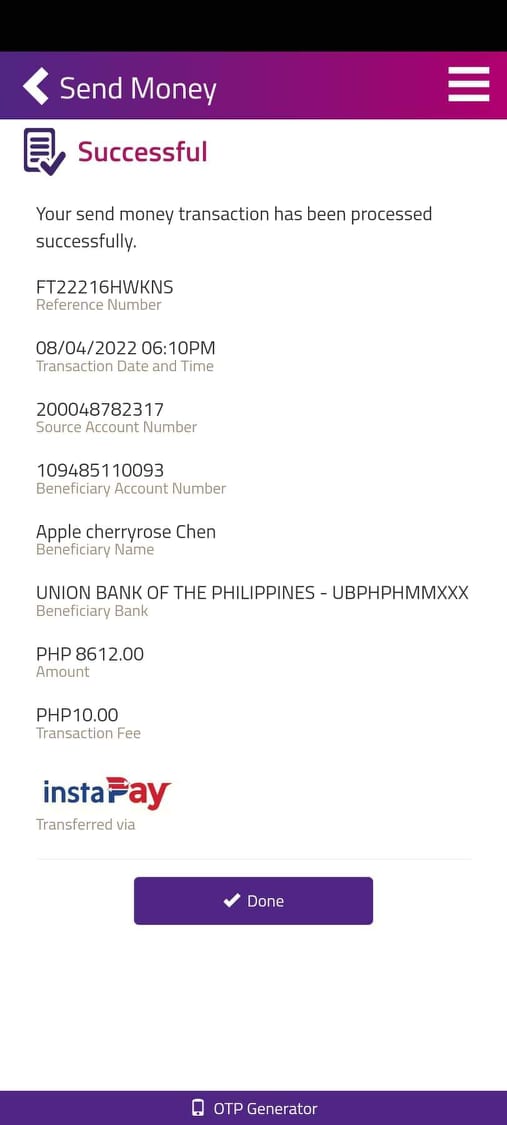 Send Money
Successful
Your send money transaction has been processed
successfully.
FT22216HWKNS
Reference Number
08/04/2022 06:10PM
Transaction Date and Time
200048782317
Source Account Number
109485110093
Beneficiary Account Number
Apple cherryrose Chen
Beneficiary Name
UNION BANK OF THE PHILIPPINES - UBPHPHMMXXX
Beneficiary Bank
PHP 8612.00
Amount
PHP10.00
Transaction Fee
instaPay
Transferred via
Done
OTP Generator